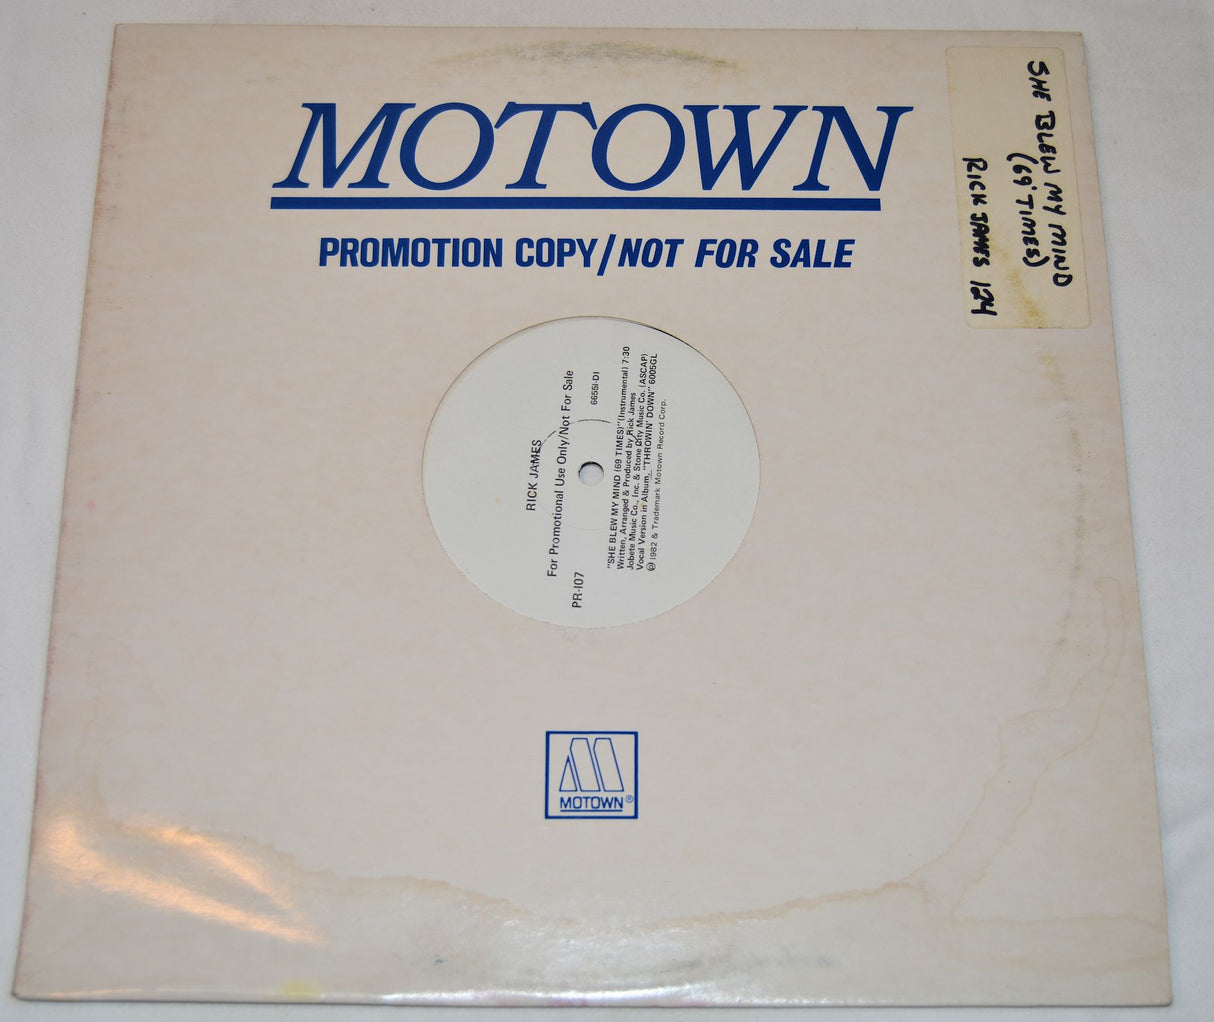 MOTOWN
PROMOTION COPY/NOT FOR SALE
SHE BLEW MY MIND
(69' TIMES)
RICK JAMES 124
RICK JAMES
For Promotional Use Only/Not For Sale
PR-107
6655I-DI
"SHE BLEW MY MIND (69 TIMES)"(Instrumental) 7:30
Written, Arranged & Produced by Rick James
Jobete Music Co., Inc. & Stone City Music Co. (ASCAP)
Vocal Version in Album, "THROWIN' DOWN" 6005GL
℗ 1982 & Trademark Motown Record Corp.
MOTOWN®